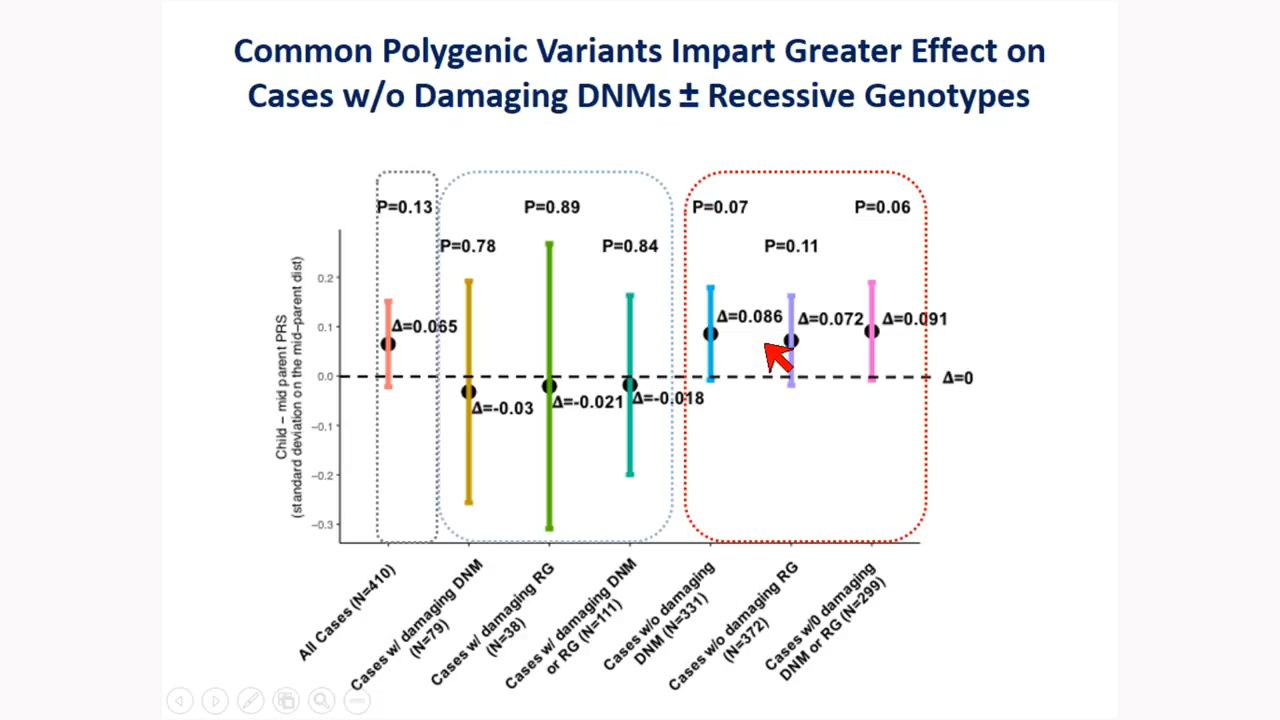 Common Polygenic Variants Impart Greater Effect on
Cases w/o Damaging DNMs ± Recessive Genotypes
P=0.13
P=0.89
P=0.07
P=0.06
P=0.78
P=0.84
P=0.11
Child – mid parent PRS
(standard deviation on the mid–parent dist)
0.2
0.1
0.0
−0.1
−0.2
−0.3
Δ=0.065
Δ=-0.03
Δ=-0.021
Δ=-0.018
Δ=0.086
Δ=0.072
Δ=0.091
Δ=0
All Cases (N=410)
Cases w/ damaging DNM
(N=79)
Cases w/ damaging RG
(N=38)
Cases w/ damaging DNM
or RG (N=111)
Cases w/o damaging
DNM (N=331)
Cases w/o damaging RG
(N=372)
Cases w/0 damaging
DNM or RG (N=299)